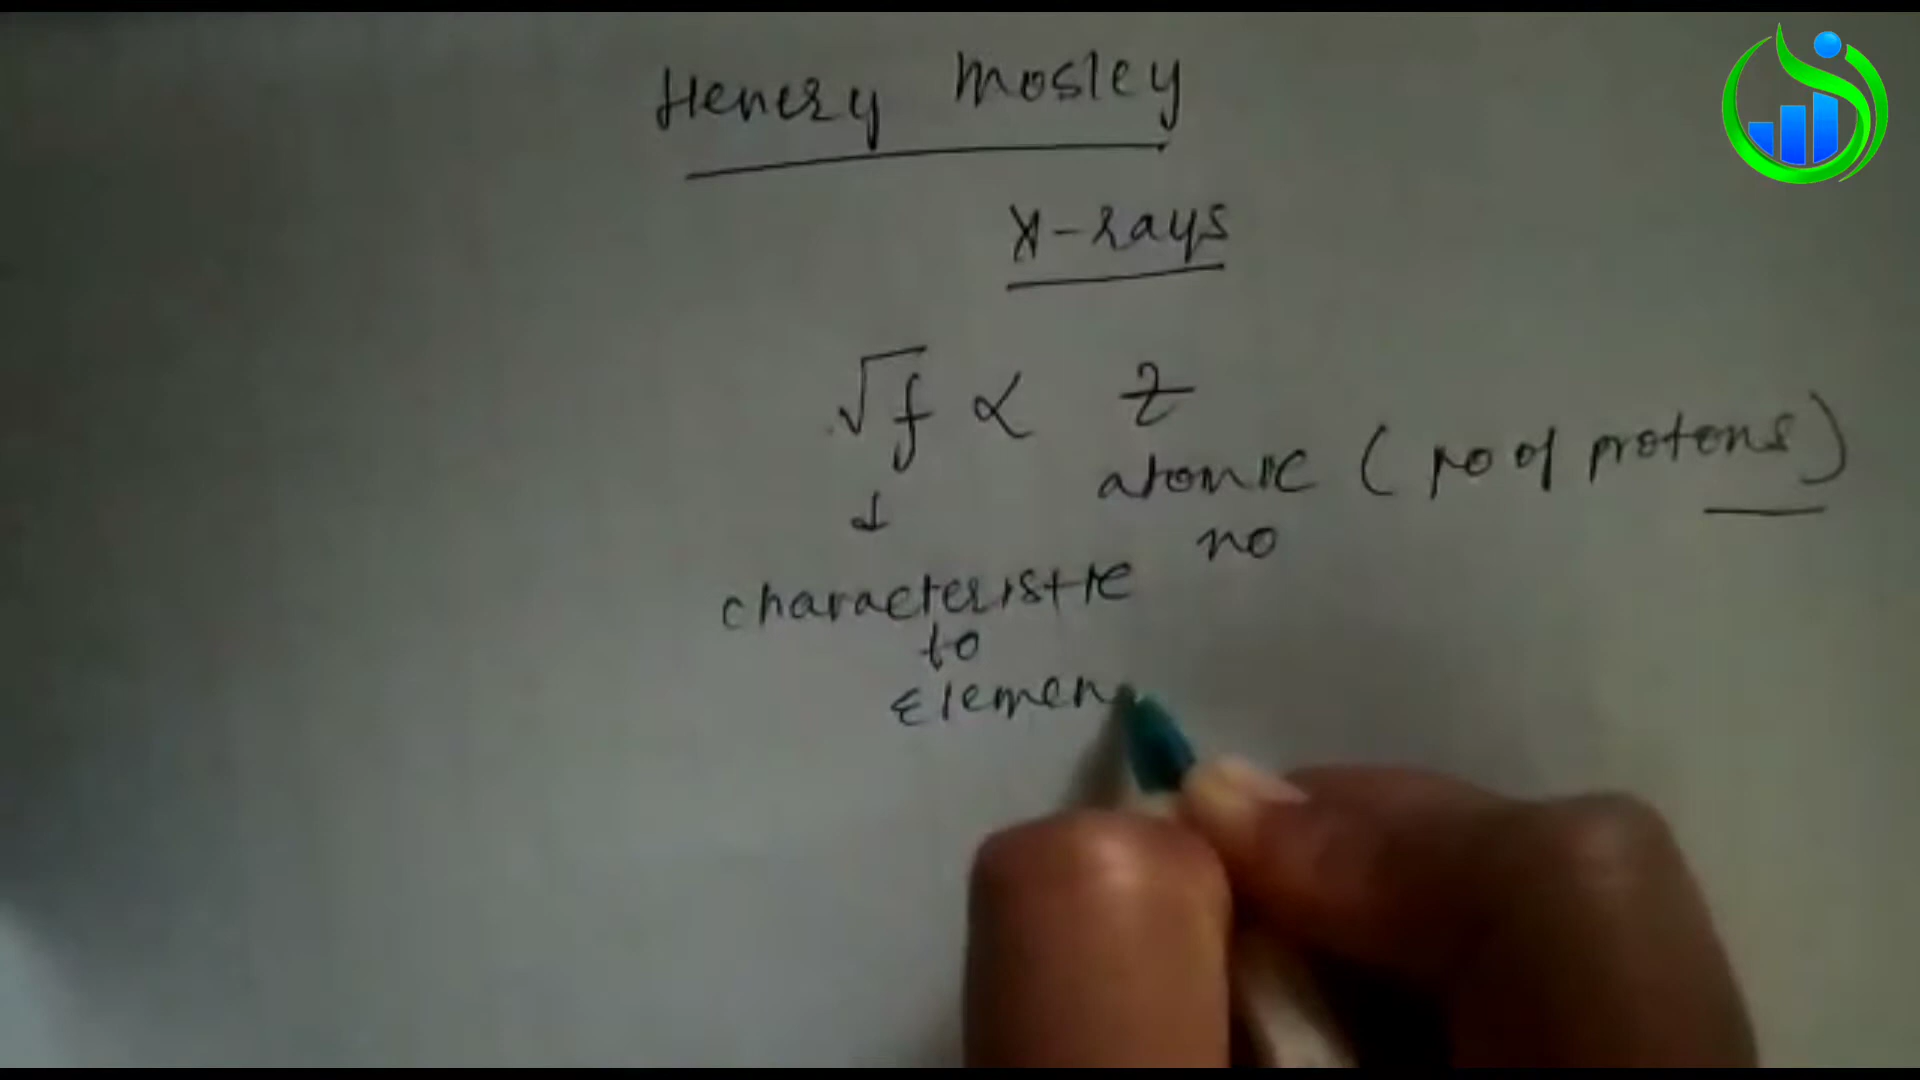 Henery Mosley
X-rays
√f ∝ Z
atomic (no of protons)
no
↓
characteristic
to
Elemen